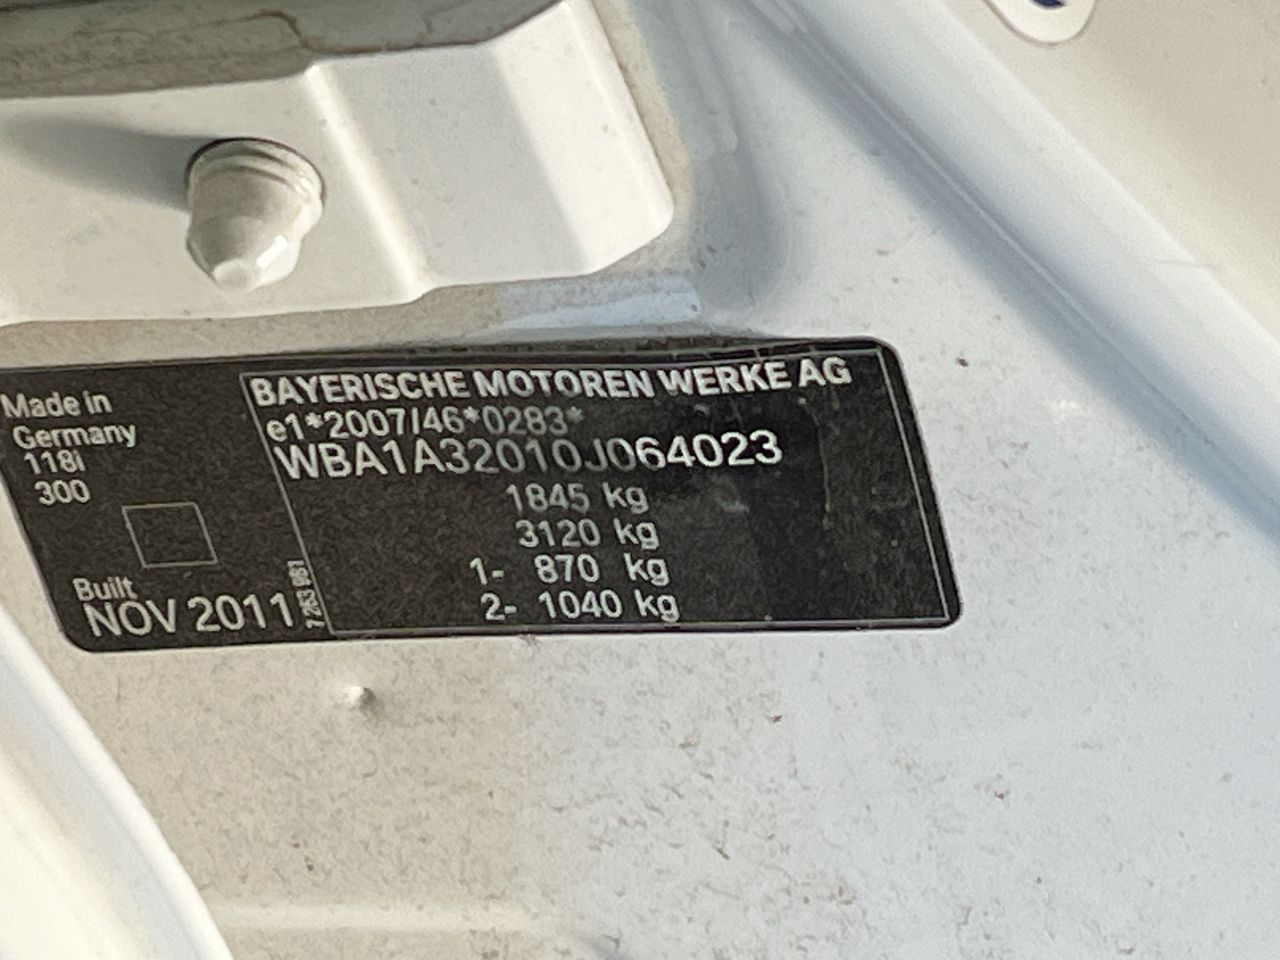 Made in
Germany
118i
300
Built
NOV 2011
BAYERISCHE MOTOREN WERKE AG
e1*2007/46*0283*
WBA1A32010J064023
1845 kg
3120 kg
1- 870 kg
2- 1040 kg